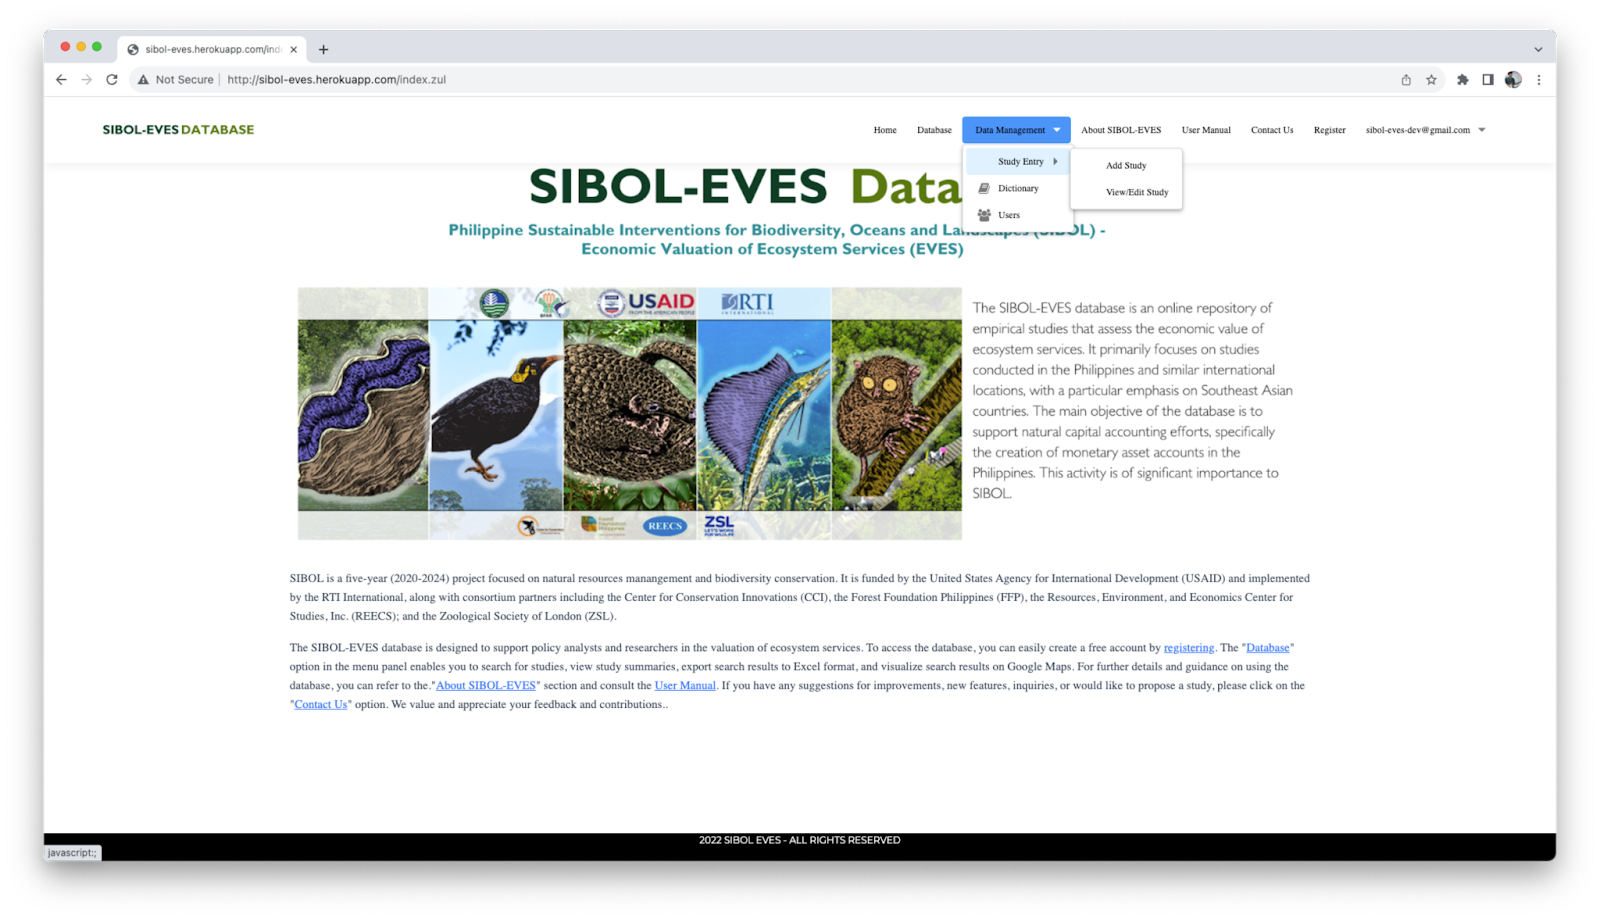 sibol-eves.herokuapp.com/ind
Not Secure
http://sibol-eves.herokuapp.com/index.zul
SIBOL-EVES DATABASE
Home
Database
Data Management
About SIBOL-EVES
User Manual
Contact Us
Register
sibol-eves-dev@gmail.com
Study Entry
Dictionary
Users
Add Study
View/Edit Study
SIBOL-EVES Data
Philippine Sustainable Interventions for Biodiversity, Oceans and Landscapes (SIBOL) -
Economic Valuation of Ecosystem Services (EVES)
BFAR
USAID
FROM THE AMERICAN PEOPLE
RTI
INTERNATIONAL
The SIBOL-EVES database is an online repository of
empirical studies that assess the economic value of
ecosystem services. It primarily focuses on studies
conducted in the Philippines and similar international
locations, with a particular emphasis on Southeast Asian
countries. The main objective of the database is to
support natural capital accounting efforts, specifically
the creation of monetary asset accounts in the
Philippines. This activity is of significant importance to
SIBOL.
Forest
Foundation
Philippines
REECS
ZSL
LET'S WORK
FOR WILDLIFE
SIBOL is a five-year (2020-2024) project focused on natural resources manangement and biodiversity conservation. It is funded by the United States Agency for International Development (USAID) and implemented
by the RTI International, along with consortium partners including the Center for Conservation Innovations (CCI), the Forest Foundation Philippines (FFP), the Resources, Environment, and Economics Center for
Studies, Inc. (REECS); and the Zoological Society of London (ZSL).
The SIBOL-EVES database is designed to support policy analysts and researchers in the valuation of ecosystem services. To access the database, you can easily create a free account by registering. The "Database"
option in the menu panel enables you to search for studies, view study summaries, export search results to Excel format, and visualize search results on Google Maps. For further details and guidance on using the
database, you can refer to the."About SIBOL-EVES" section and consult the User Manual. If you have any suggestions for improvements, new features, inquiries, or would like to propose a study, please click on the
"Contact Us" option. We value and appreciate your feedback and contributions..
2022 SIBOL EVES - ALL RIGHTS RESERVED
javascript:;